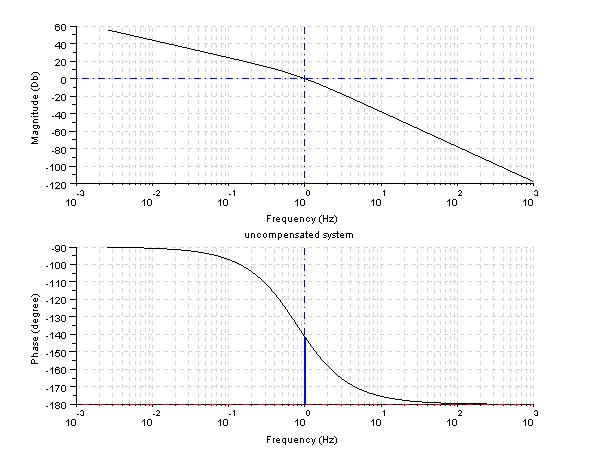 60
40
20
0
-20
-40
-60
-80
-100
-120
Magnitude (Db)
10 -3 10 -2 10 -1 10 0 10 1 10 2 10 3
Frequency (Hz)
uncompensated system
-90
-100
-110
-120
-130
-140
-150
-160
-170
-180
Phase (degree)
10 -3 10 -2 10 -1 10 0 10 1 10 2 10 3
Frequency (Hz)